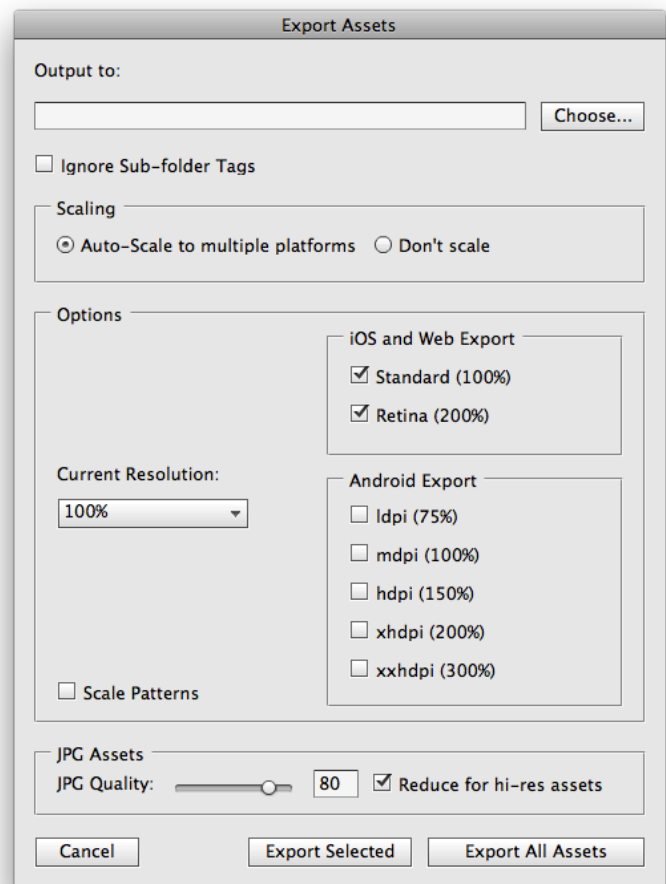 Export Assets
Output to:
Choose...
Ignore Sub-folder Tags
Scaling
Auto-Scale to multiple platforms
Don't scale
Options
iOS and Web Export
Standard (100%)
Retina (200%)
Current Resolution:
100%
Android Export
ldpi (75%)
mdpi (100%)
hdpi (150%)
xhdpi (200%)
xxhdpi (300%)
Scale Patterns
JPG Assets
JPG Quality:
80
Reduce for hi-res assets
Cancel
Export Selected
Export All Assets